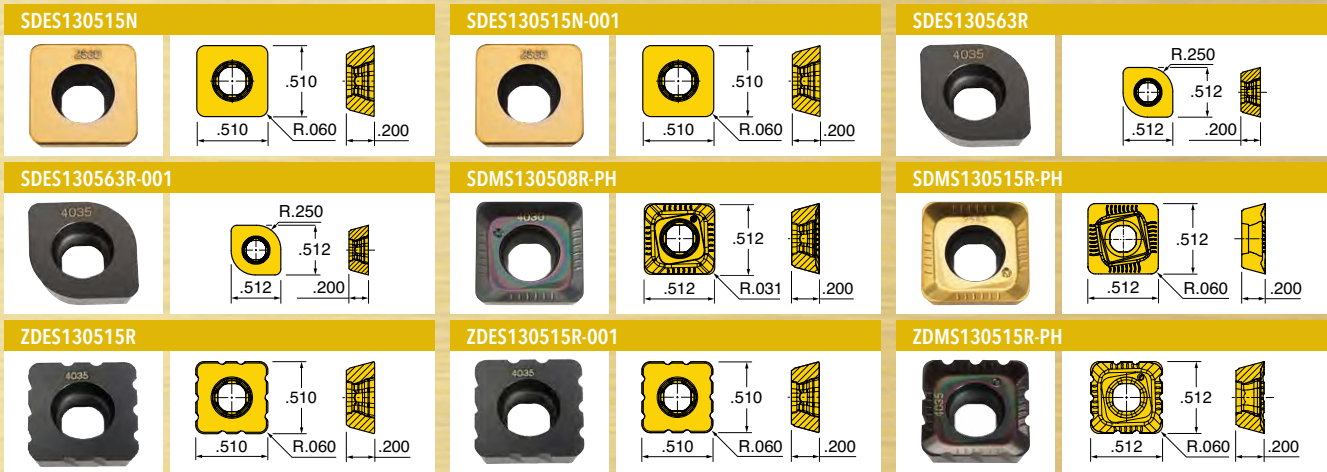 SDES130515N
.510
.510
R.060
.200
SDES130515N-001
.510
.510
R.060
.200
SDES130563R
4035
R.250
.512
.512
.200
SDES130563R-001
4035
R.250
.512
.512
.200
SDMS130508R-PH
4030
.512
.512
R.031
.200
SDMS130515R-PH
.512
.512
R.060
.200
ZDES130515R
4035
.510
.510
R.060
.200
ZDES130515R-001
4035
.510
.510
R.060
.200
ZDMS130515R-PH
4035
.512
.512
R.060
.200